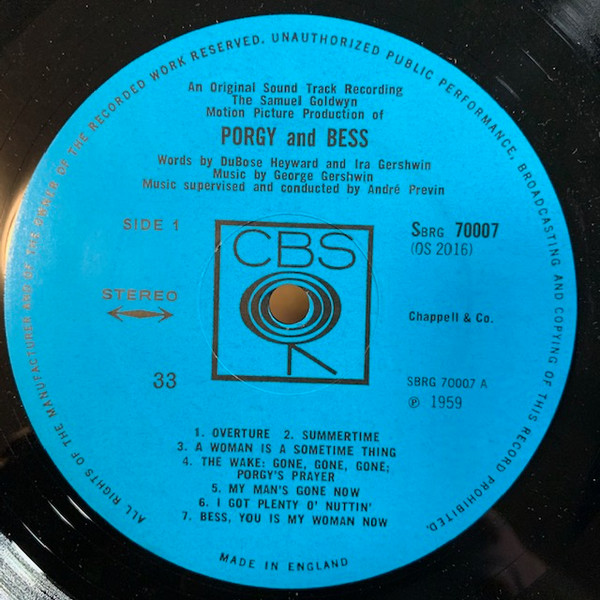 ALL RIGHTS OF THE MANUFACTURER AND OF THE OWNER OF THE RECORDED WORK RESERVED. UNAUTHORIZED PUBLIC PERFORMANCE, BROADCASTING AND COPYING OF THIS RECORD PROHIBITED.
An Original Sound Track Recording
The Samuel Goldwyn
Motion Picture Production of
PORGY and BESS
Words by DuBose Heyward and Ira Gershwin
Music by George Gershwin
Music supervised and conducted by André Previn
SIDE 1
SBRG 70007
(OS 2016)
CBS
STEREO
Chappell & Co.
33
SBRG 70007 A
℗ 1959
1. OVERTURE 2. SUMMERTIME
3. A WOMAN IS A SOMETIME THING
4. THE WAKE: GONE, GONE, GONE;
PORGY'S PRAYER
5. MY MAN'S GONE NOW
6. I GOT PLENTY O' NUTTIN'
7. BESS, YOU IS MY WOMAN NOW
MADE IN ENGLAND